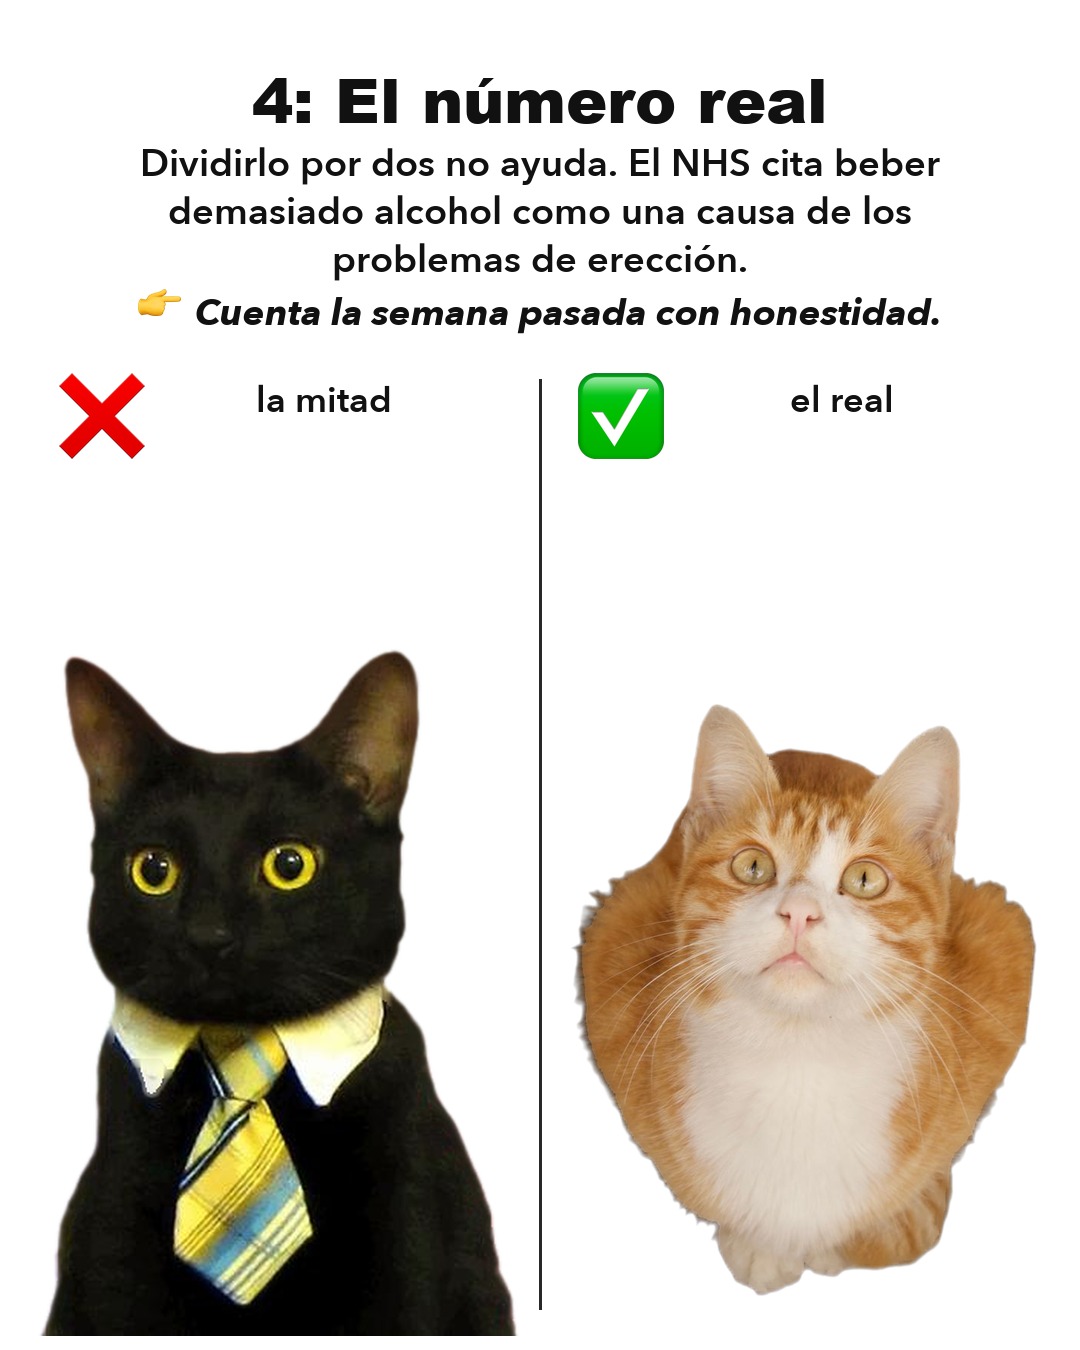 4: El número real
Dividirlo por dos no ayuda. El NHS cita beber
demasiado alcohol como una causa de los
problemas de erección.
👉 Cuenta la semana pasada con honestidad.
❌ la mitad
✅ el real